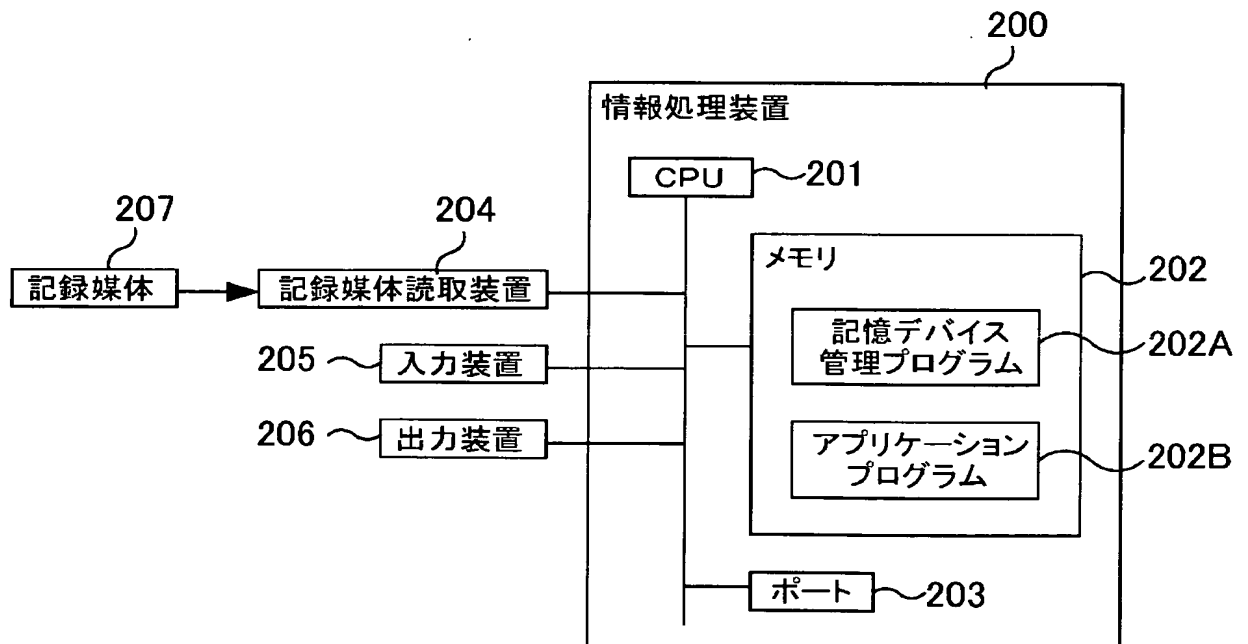 200
情報処理装置
CPU
201
207
204
メモリ
202
記録媒体
記録媒体読取装置
記憶デバイス
管理プログラム
202A
205
入力装置
206
出力装置
アプリケーション
プログラム
202B
ポート
203